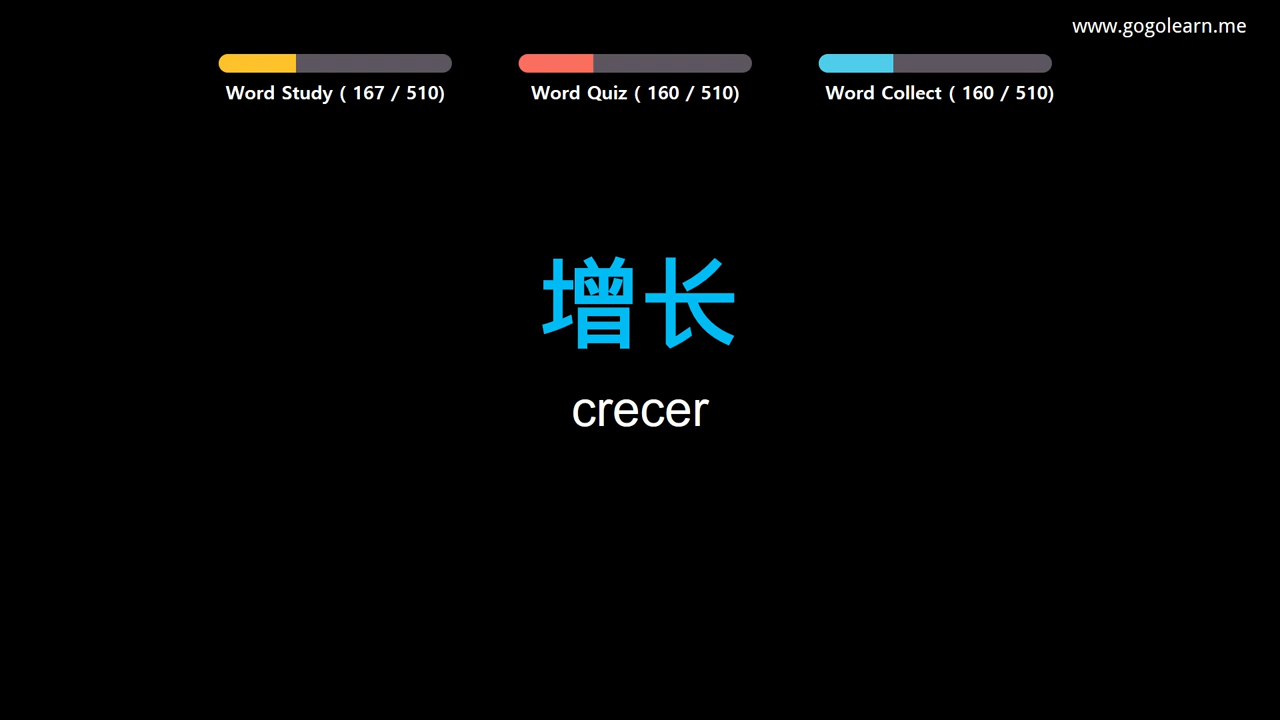 www.gogolearn.me
Word Study ( 167 / 510)
Word Quiz ( 160 / 510)
Word Collect ( 160 / 510)
增长
crecer